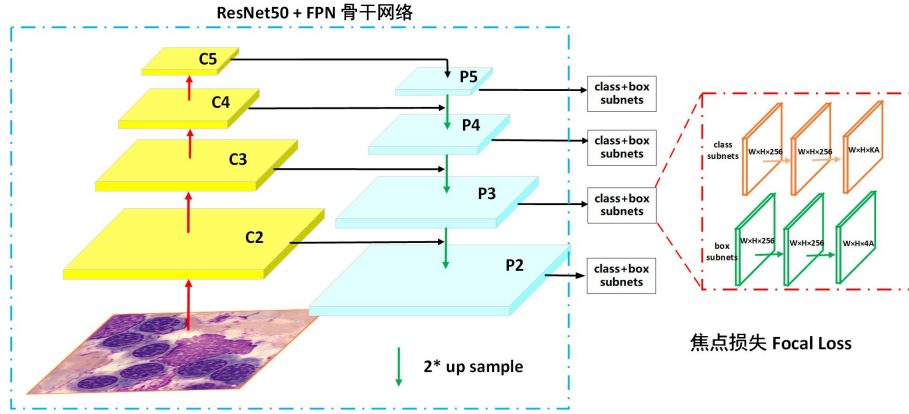 ResNet50 + FPN 骨干网络
C5
C4
C3
C2
P5
P4
P3
P2
class+box
subnets
class+box
subnets
class+box
subnets
class+box
subnets
class
subnets
W×H×256
W×H×256
W×H×KA
box
subnets
W×H×256
W×H×256
W×H×4A
2* up sample
焦点损失 Focal Loss